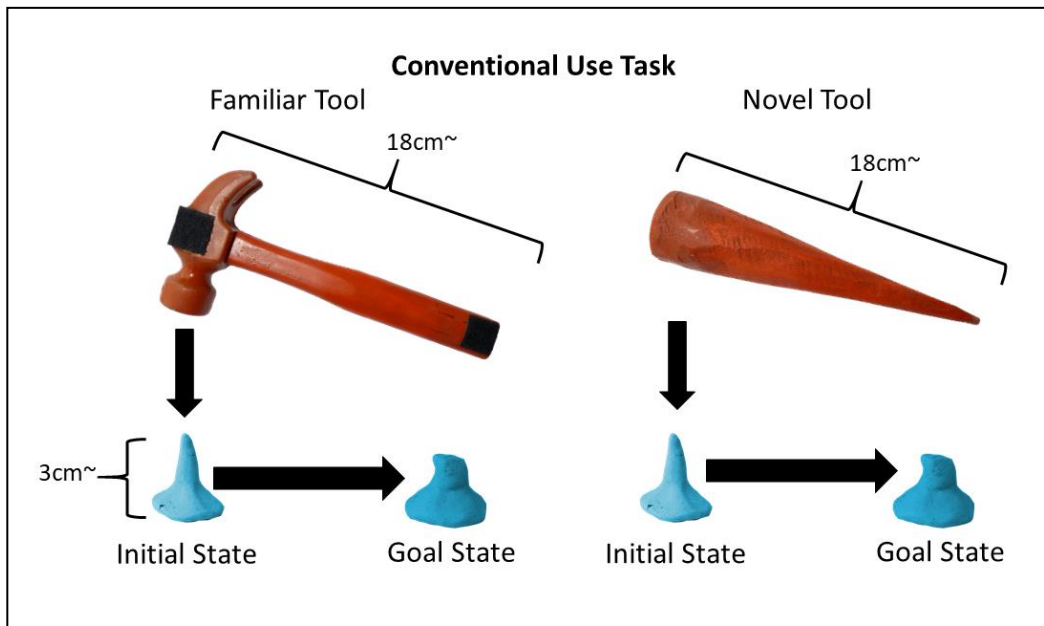 Conventional Use Task
Familiar Tool
Novel Tool
18cm~
18cm~
3cm~
Initial State
Goal State
Initial State
Goal State